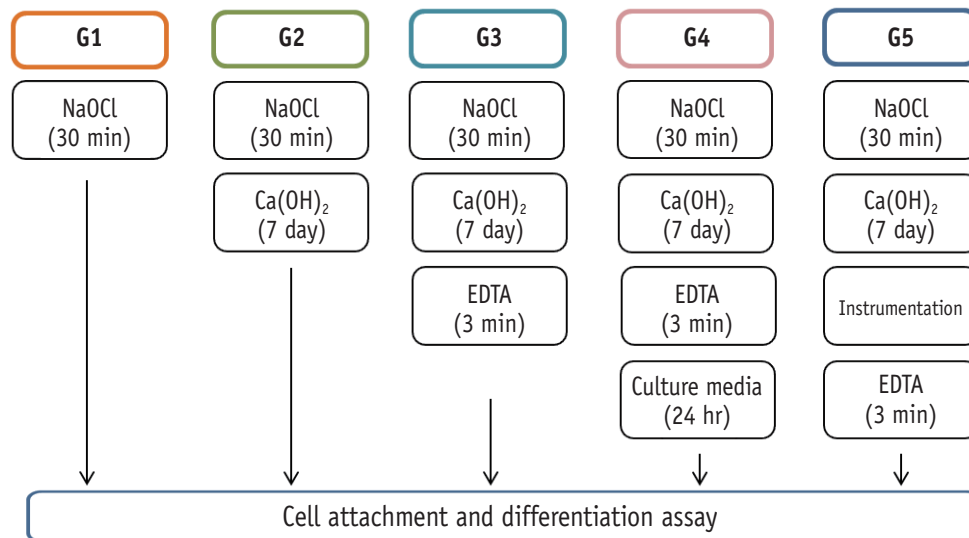 G1
NaOCl
(30 min)
G2
NaOCl
(30 min)
Ca(OH)₂
(7 day)
G3
NaOCl
(30 min)
Ca(OH)₂
(7 day)
EDTA
(3 min)
G4
NaOCl
(30 min)
Ca(OH)₂
(7 day)
EDTA
(3 min)
Culture media
(24 hr)
G5
NaOCl
(30 min)
Ca(OH)₂
(7 day)
Instrumentation
EDTA
(3 min)
Cell attachment and differentiation assay